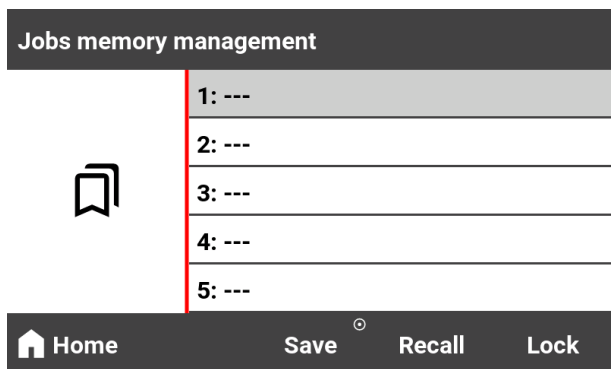 Jobs memory management
1: ---
2: ---
3: ---
4: ---
5: ---
Home Save Recall Lock